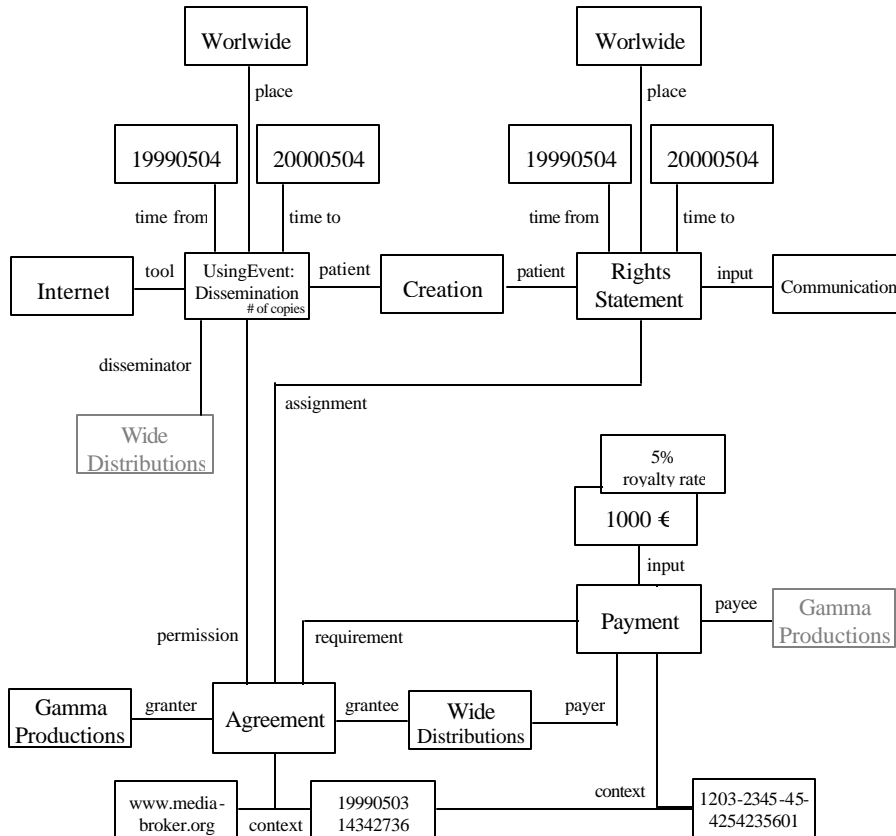 Worlwide
Worlwide
place
place
19990504
20000504
19990504
20000504
time from
time to
time from
time to
Internet
tool
UsingEvent:
Dissemination
# of copies
patient
Creation
patient
Rights
Statement
input
Communication
disseminator
assignment
Wide
Distributions
5%
royalty rate
1000 €
input
permission
requirement
Payment
payee
Gamma
Productions
Gamma
Productions
granter
Agreement
grantee
Wide
Distributions
payer
www.media-
broker.org
context
19990503
14342736
context
1203-2345-45-
4254235601